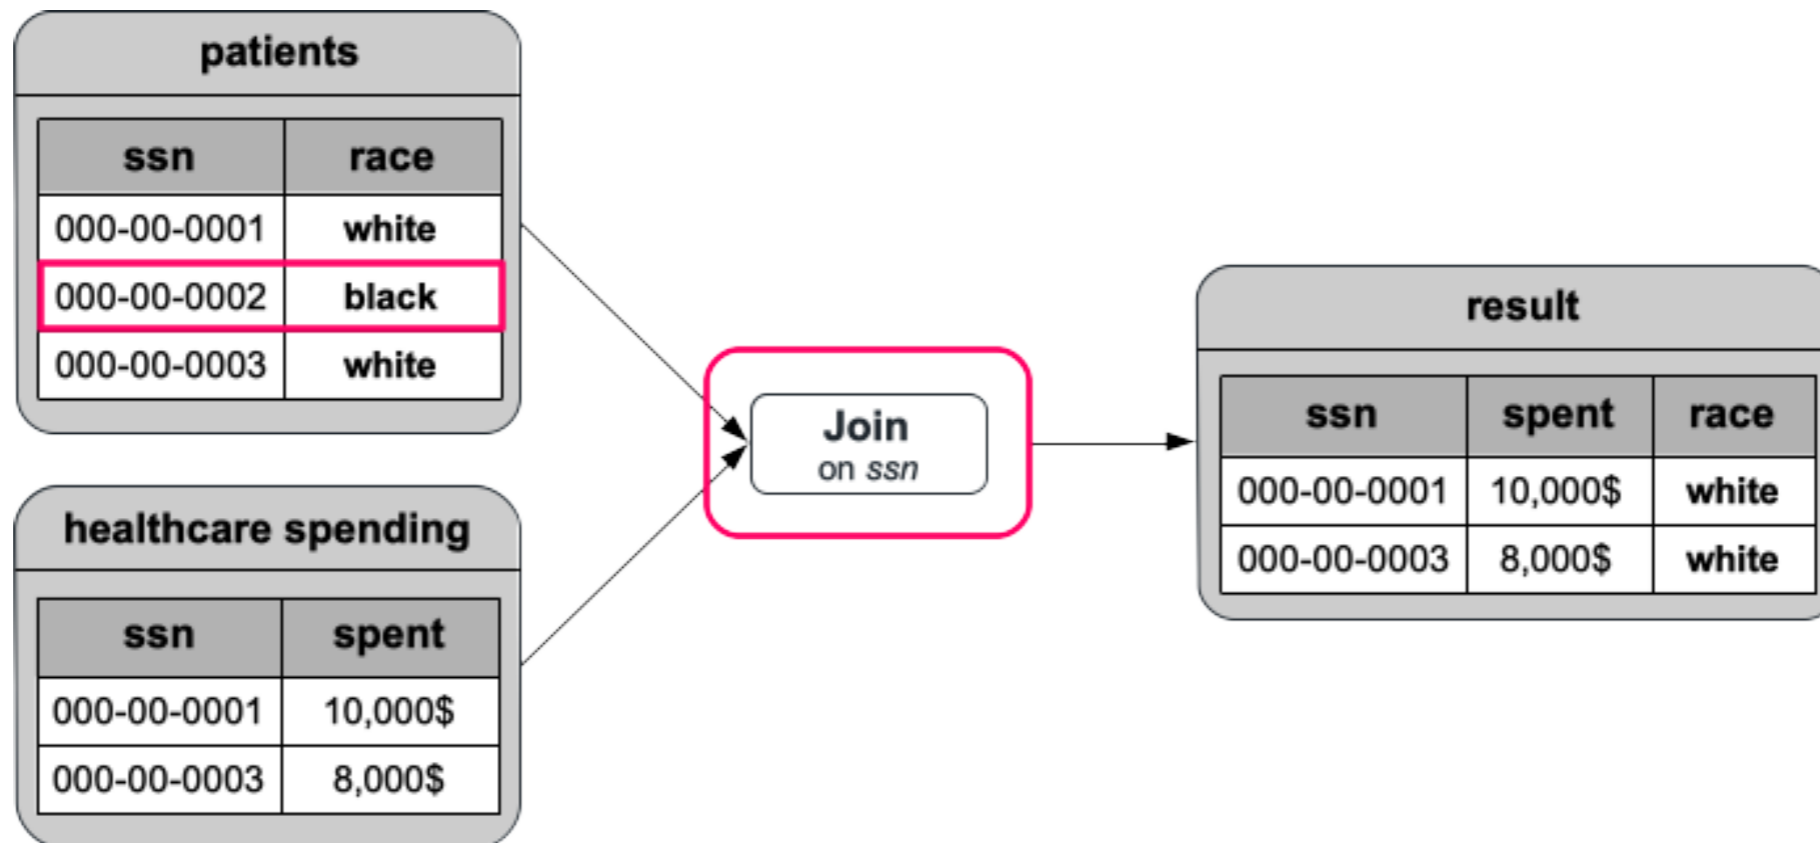 patients
ssn race
000-00-0001 white
000-00-0002 black
000-00-0003 white
healthcare spending
ssn spent
000-00-0001 10,000$
000-00-0003 8,000$
Join
on ssn
result
ssn spent race
000-00-0001 10,000$ white
000-00-0003 8,000$ white